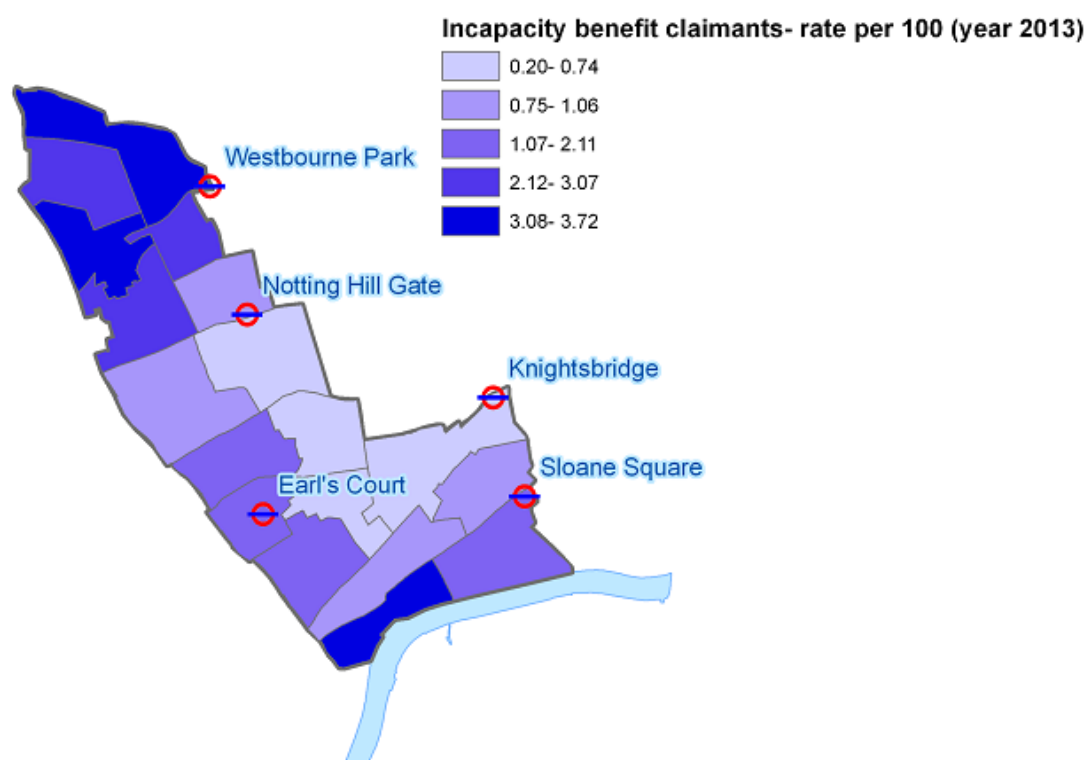 Incapacity benefit claimants- rate per 100 (year 2013)
0.20- 0.74
0.75- 1.06
1.07- 2.11
2.12- 3.07
3.08- 3.72
Westbourne Park
Notting Hill Gate
Knightsbridge
Sloane Square
Earl's Court